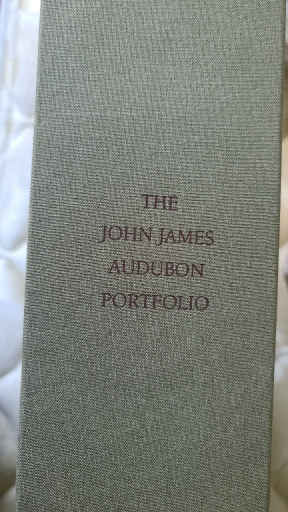 THE
JOHN JAMES
AUDUBON
PORTFOLIO